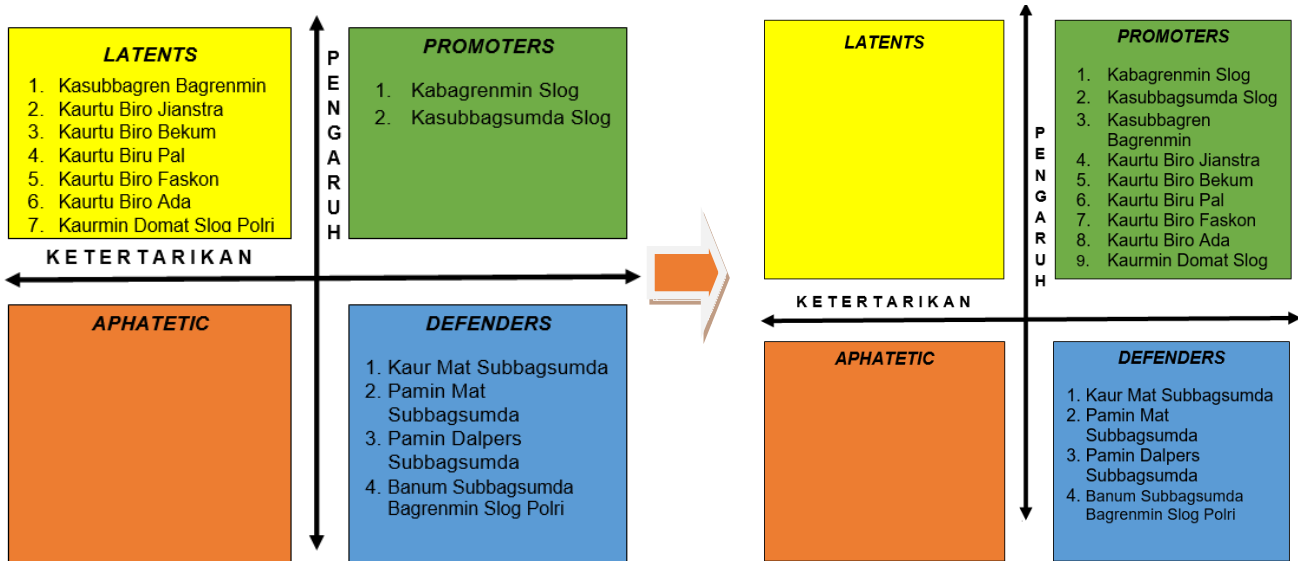 LATENTS
1. Kasubbagren Bagrenmin
2. Kaurtu Biro Jianstra
3. Kaurtu Biro Bekum
4. Kaurtu Biru Pal
5. Kaurtu Biro Faskon
6. Kaurtu Biro Ada
7. Kaurmin Domat Slog Polri
PENGARUH
PROMOTERS
1. Kabagrenmin Slog
2. Kasubbagsumda Slog
KETERTARIKAN
APHATETIC
DEFENDERS
1. Kaur Mat Subbagsumda
2. Pamin Mat
Subbagsumda
3. Pamin Dalpers
Subbagsumda
4. Banum Subbagsumda
Bagrenmin Slog Polri
LATENTS
PENGARUH
PROMOTERS
1. Kabagrenmin Slog
2. Kasubbagsumda Slog
3. Kasubbagren
Bagrenmin
4. Kaurtu Biro Jianstra
5. Kaurtu Biro Bekum
6. Kaurtu Biru Pal
7. Kaurtu Biro Faskon
8. Kaurtu Biro Ada
9. Kaurmin Domat Slog
KETERTARIKAN
APHATETIC
DEFENDERS
1. Kaur Mat Subbagsumda
2. Pamin Mat
Subbagsumda
3. Pamin Dalpers
Subbagsumda
4. Banum Subbagsumda
Bagrenmin Slog Polri